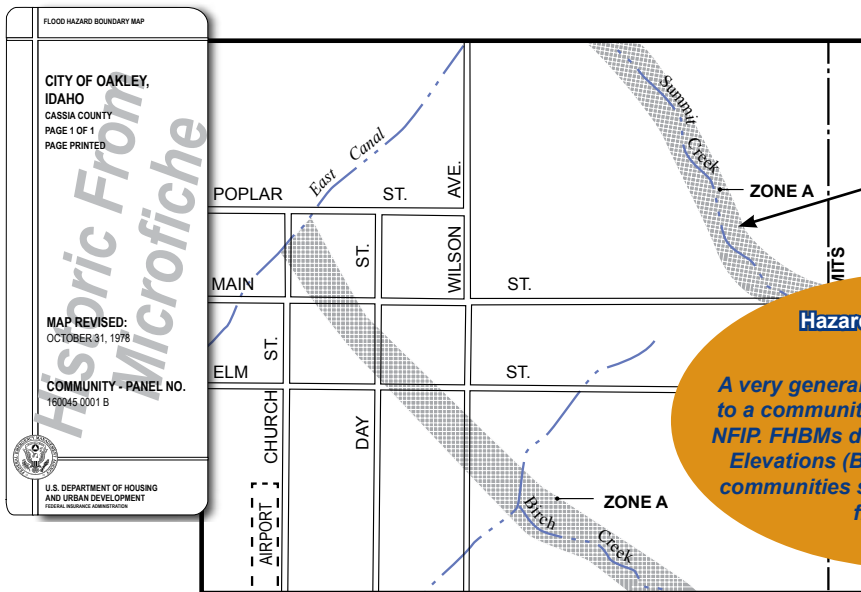 FLOOD HAZARD BOUNDARY MAP
CITY OF OAKLEY,
IDAHO
CASSIA COUNTY
PAGE 1 OF 1
PAGE PRINTED
Historic From
Microfiche
MAP REVISED:
OCTOBER 31, 1978
COMMUNITY - PANEL NO.
160045 0001 B
U.S. DEPARTMENT OF HOUSING
AND URBAN DEVELOPMENT
FEDERAL INSURANCE ADMINISTRATION
East Canal
Summit
Creek
ZONE A
POPLAR ST.
WILSON AVE.
MAIN ST.
ST.
ELM ST.
CHURCH ST.
DAY
AIRPORT
Birch
Creek
ZONE A
MITS
Hazard
A very general
to a communit
NFIP. FHBMs d
Elevations (B
communities s
f